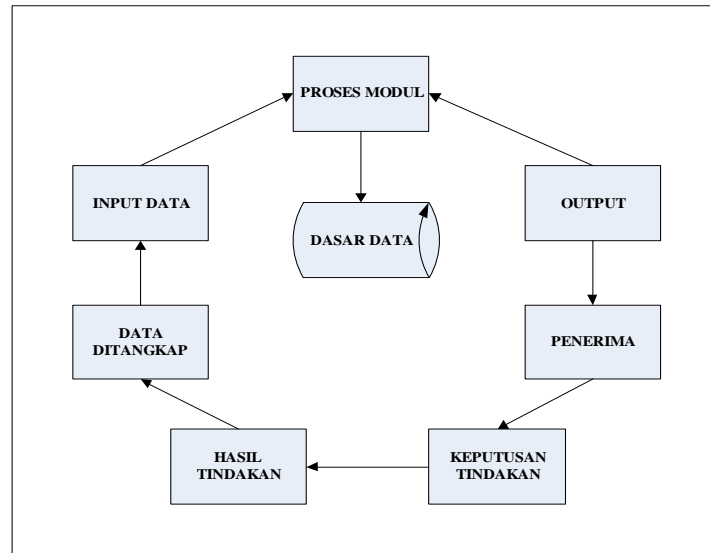 PROSES MODUL
INPUT DATA
OUTPUT
DASAR DATA
DATA
DITANGKAP
PENERIMA
HASIL
TINDAKAN
KEPUTUSAN
TINDAKAN